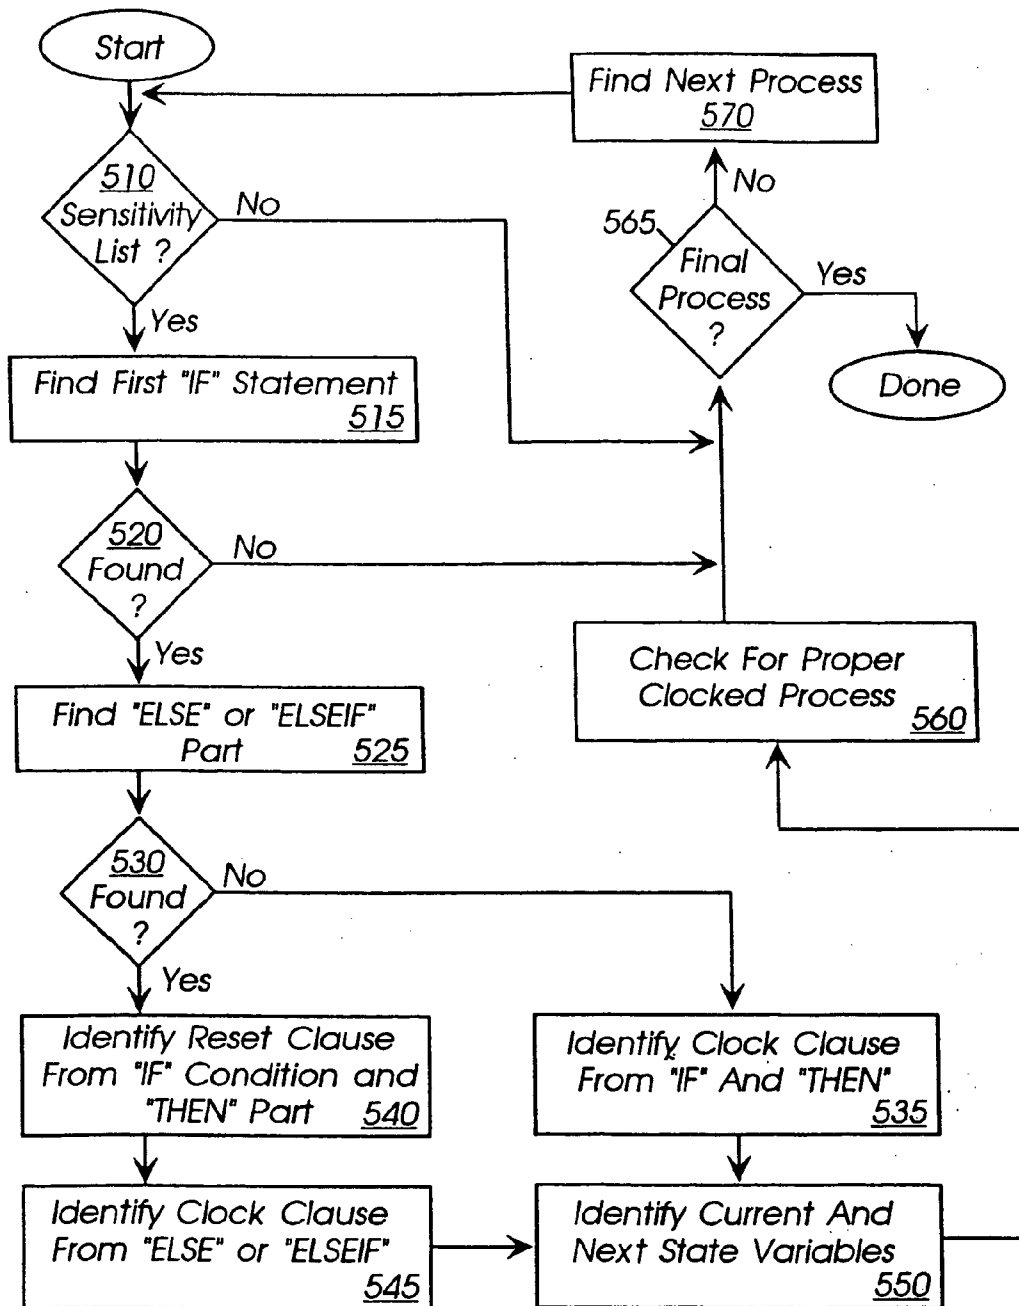 Start
Find Next Process
570
510
Sensitivity
List ?
No
No
565
Final
Process
?
Yes
Done
Yes
Find First "IF" Statement
515
520
Found
?
No
Yes
Check For Proper
Clocked Process
560
Find "ELSE" or "ELSEIF"
Part 525
530
Found
?
No
Yes
Identify Reset Clause
From "IF" Condition and
"THEN" Part 540
Identify Clock Clause
From "IF" And "THEN"
535
Identify Clock Clause
From "ELSE" or "ELSEIF"
545
Identify Current And
Next State Variables
550